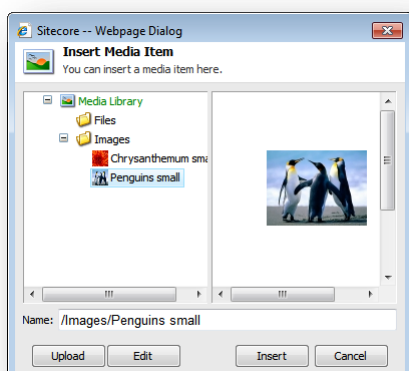 Sitecore -- Webpage Dialog
Insert Media Item
You can insert a media item here.
Media Library
Files
Images
Chrysanthemum sma
Penguins small
Name: /Images/Penguins small
Upload Edit Insert Cancel